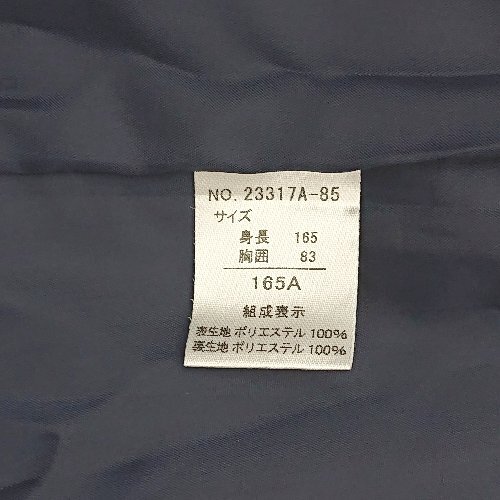 NO. 23317A-85
サイズ
身長 165
胸囲 83
165A
組成表示
表生地 ポリエステル 100%
裏生地 ポリエステル 100%